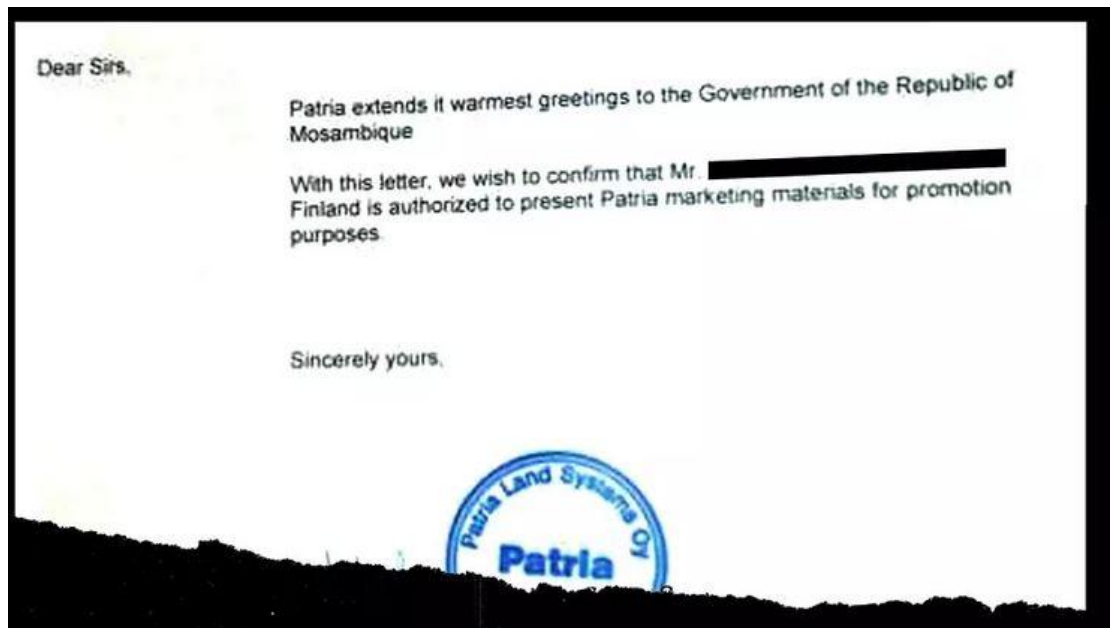 Dear Sirs,
Patria extends it warmest greetings to the Government of the Republic of
Mosambique
With this letter, we wish to confirm that Mr.
Finland is authorized to present Patria marketing materials for promotion
purposes.
Sincerely yours,
Patria Land Systems Oy
Patria